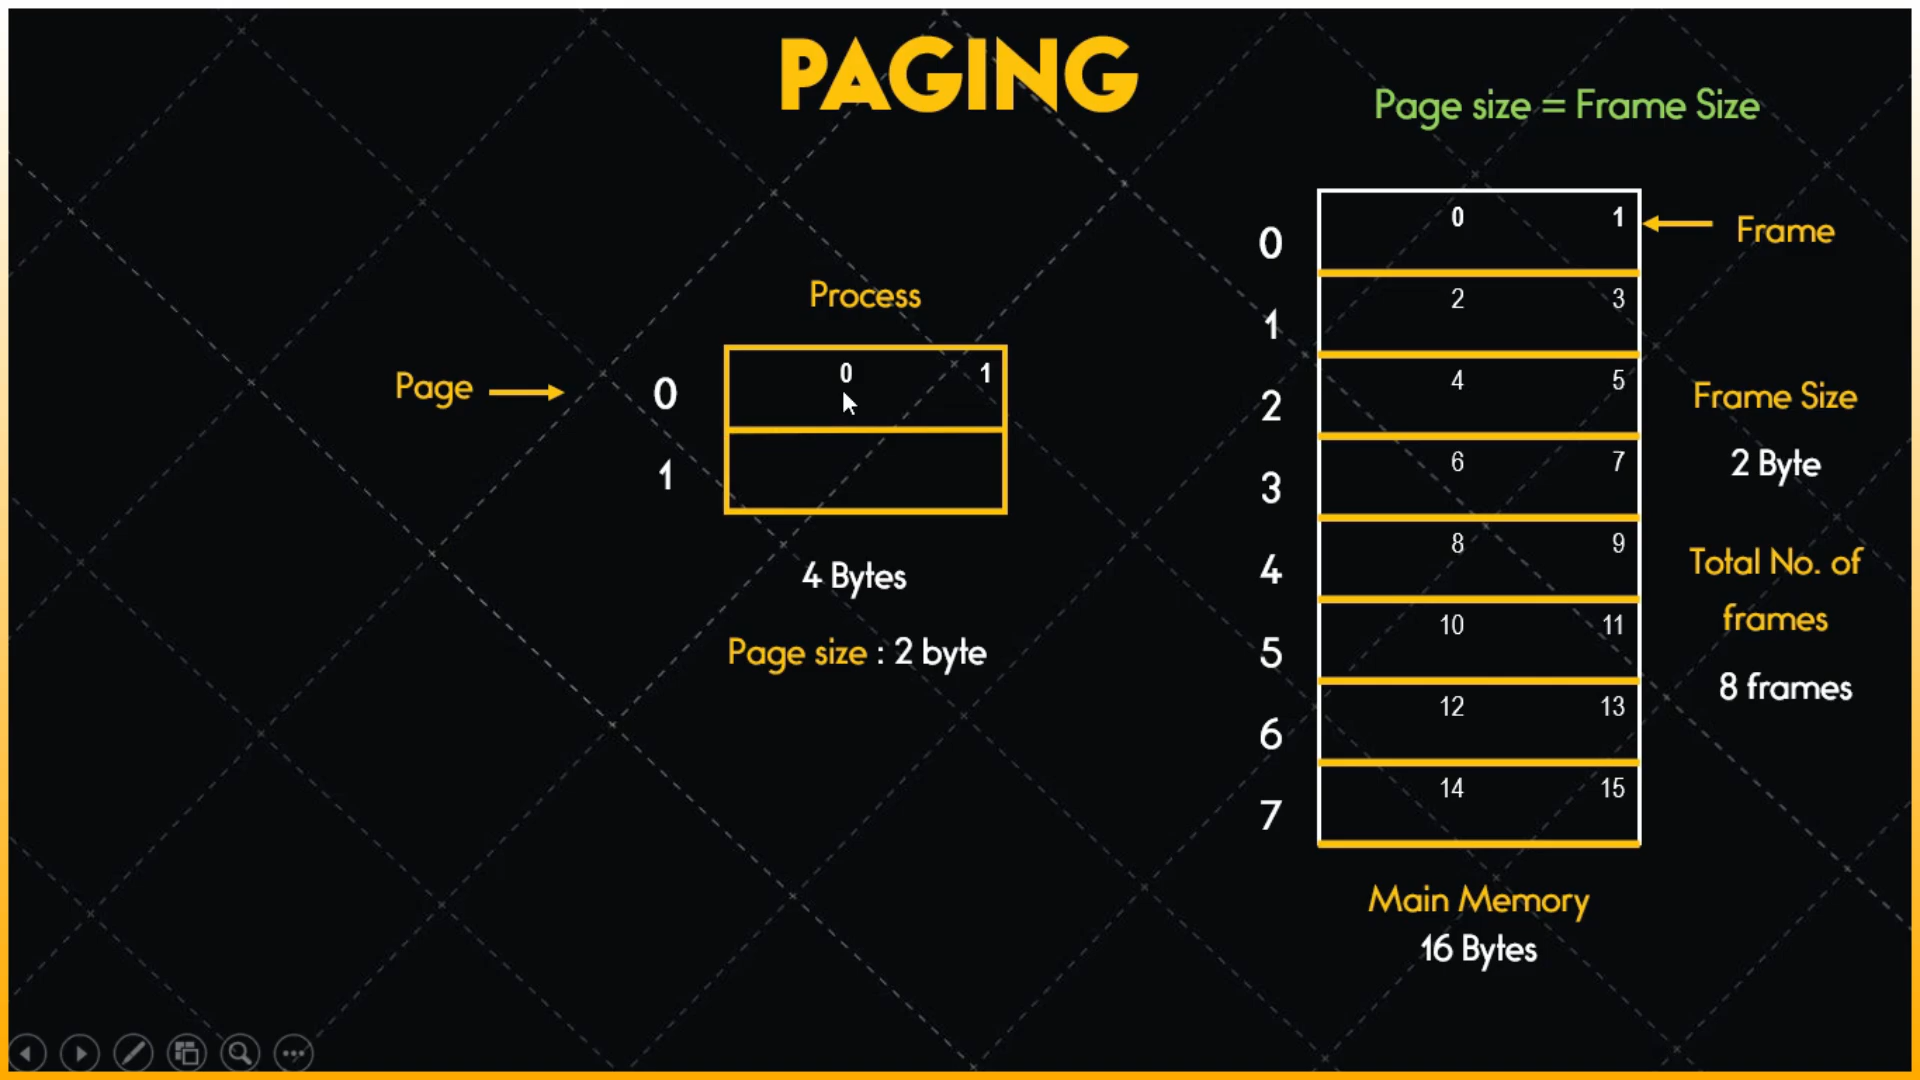 PAGING
Page size = Frame Size
0 0 1 Frame
1 2 3
2 4 5
3 6 7
4 8 9
5 10 11
6 12 13
7 14 15
Main Memory
16 Bytes
Frame Size
2 Byte
Total No. of
frames
8 frames
Process
Page 0 0 1
1
4 Bytes
Page size : 2 byte